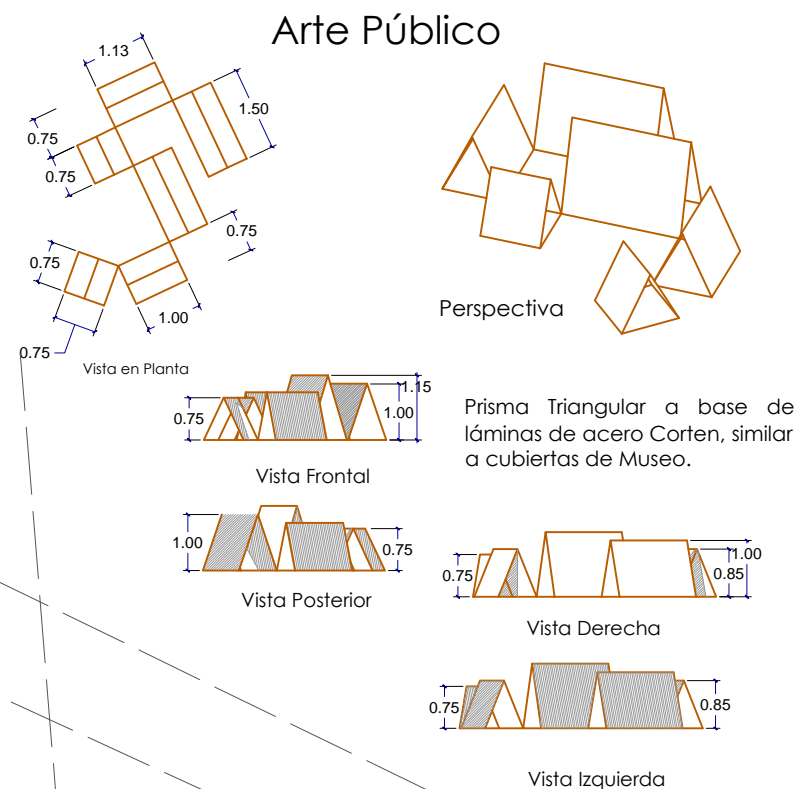 Arte Público
1.13
1.50
0.75
0.75
0.75
0.75
1.00
0.75
Vista en Planta
Perspectiva
1.15
1.00
0.75
Vista Frontal
Prisma Triangular a base de
láminas de acero Corten, similar
a cubiertas de Museo.
1.00
0.75
Vista Posterior
0.75
1.00
0.85
Vista Derecha
0.75
0.85
Vista Izquierda